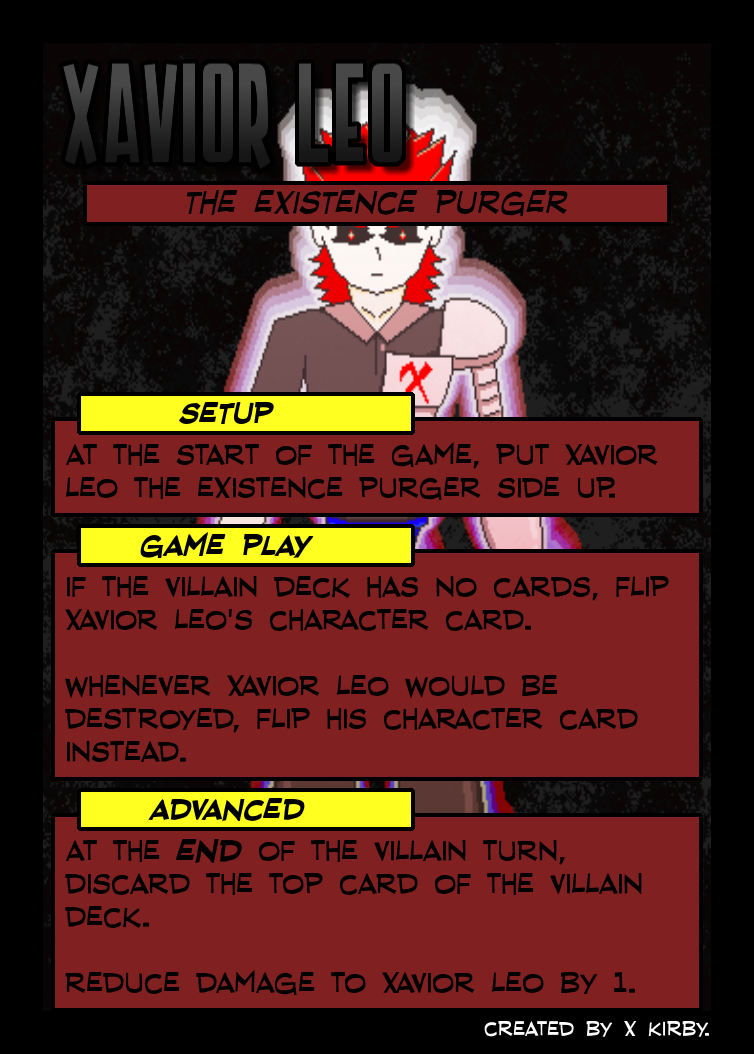 XAVIOR LEO
THE EXISTENCE PURGER
SETUP
AT THE START OF THE GAME, PUT XAVIOR
LEO THE EXISTENCE PURGER SIDE UP.
GAME PLAY
IF THE VILLAIN DECK HAS NO CARDS, FLIP
XAVIOR LEO'S CHARACTER CARD.
WHENEVER XAVIOR LEO WOULD BE
DESTROYED, FLIP HIS CHARACTER CARD
INSTEAD.
ADVANCED
AT THE END OF THE VILLAIN TURN,
DISCARD THE TOP CARD OF THE VILLAIN
DECK.
REDUCE DAMAGE TO XAVIOR LEO BY 1.
CREATED BY X KIRBY.